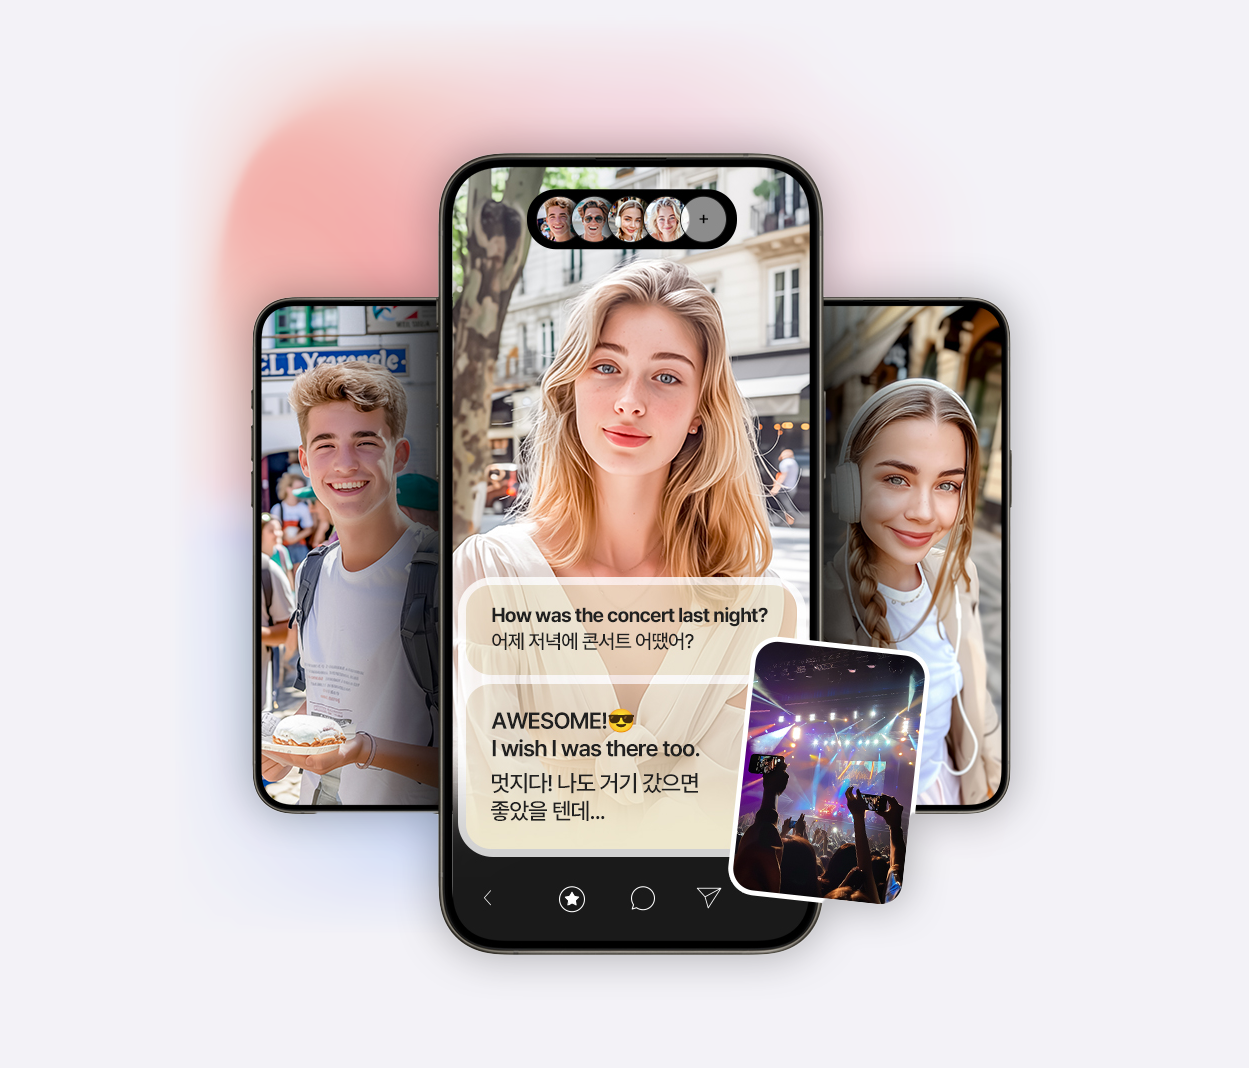 How was the concert last night?
어제 저녁에 콘서트 어땠어?
AWESOME!😎
I wish I was there too.
멋지다! 나도 거기 갔으면
좋았을 텐데...